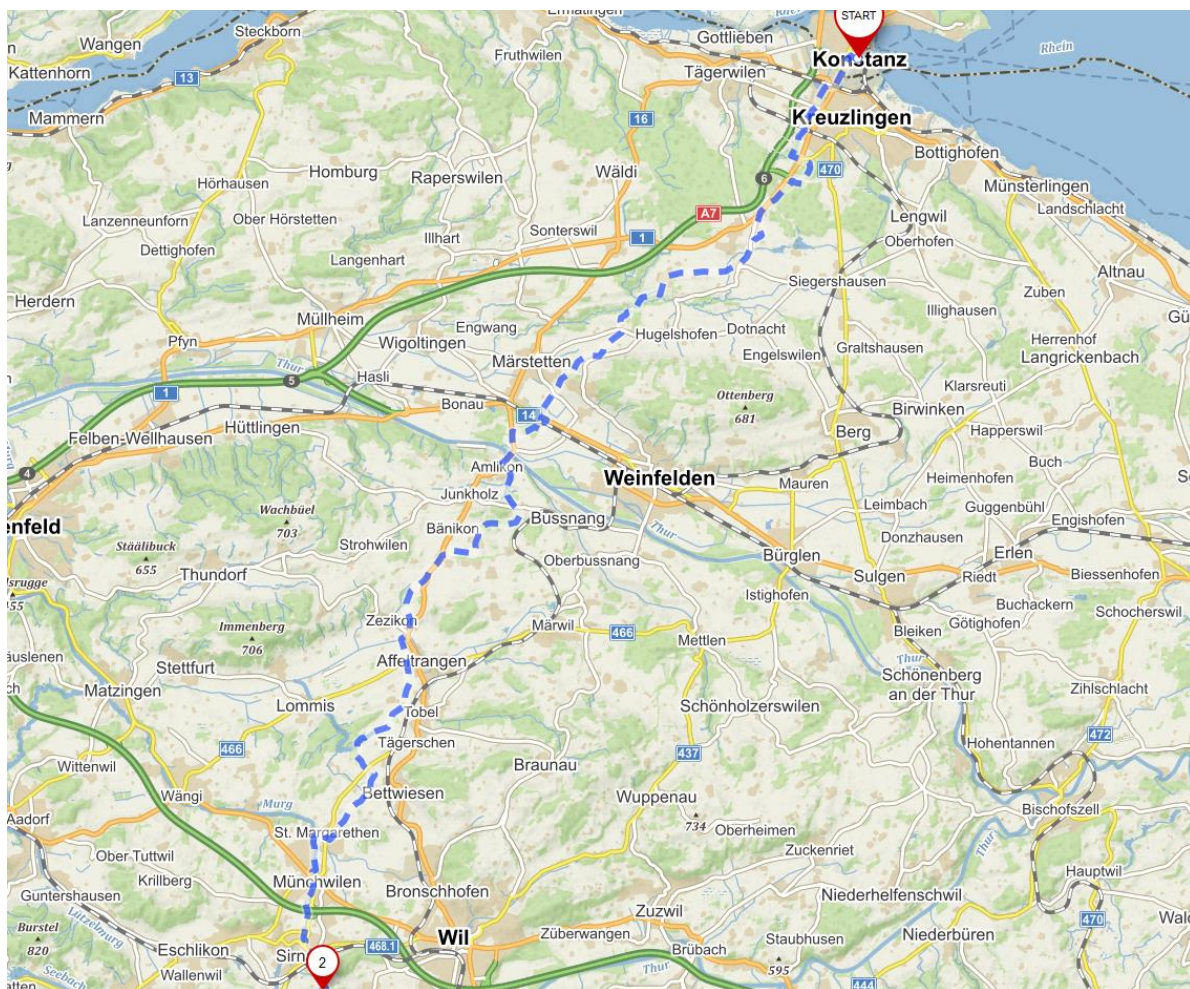 START
Ermatingen
Steckborn
Gottlieben
Wangen
Fruthwilen
Rhein
Konstanz
Kattenhorn
13
Tägerwilen
Mammern
16
Kreuzlingen
Bottighofen
Homburg
Raperswilen
Wäldi
6
470
Hörhausen
Münsterlingen
Lanzenneunforn
Ober Hörstetten
A7
Lengwil
Landschlacht
Dettighofen
Illhart
Sonterswil
1
Oberhofen
Langenhart
Altnau
Herdern
Siegershausen
Zuben
Müllheim
Engwang
Illighausen
Pfyn
Wigoltingen
Hugelshofen
Dotnacht
Herrenhof
Märstetten
Engelswilen
Graltshausen
Langrickenbach
Thur
Hasli
5
1
Klarsreuti
Bonau
14
Ottenberg
681
Birwinken
Felben-Wellhausen
Hüttlingen
Berg
Happerswil
4
Amlikon
Weinfelden
Mauren
Heimenhofen
Buch
Junkholz
Wachbüel
703
Leimbach
Guggenbühl
enfeld
Bänikon
Bussnang
Thur
Engishofen
Donzhausen
Strohwilen
Stäälibuck
655
Oberbussnang
Bürglen
Erlen
Thundorf
Sulgen
Riedt
Biessenhofen
Istighofen
Buchackern
Schocherswil
Zezikon
Immenberg
706
Märwil
466
Mettlen
Bleiken
Götighofen
Affeltrangen
Thur
Stettfurt
Schönenberg
an der Thur
Matzingen
Zihlschlacht
Lommis
Tobel
Schönholzerswilen
466
Tägerschen
437
472
Hohentannen
Wittenwil
Braunau
Bettwiesen
Wängi
Murg
Wuppenau
734
Thur
Bischofszell
Aadorf
St. Margarethen
Oberheimen
Ober Tuttwil
Zuckenriet
Krillberg
Münchwilen
Hauptwil
Guntershausen
Bronschhofen
Niederhelfenschwil
Lützelmurg
Zuzwil
470
Burstel
820
Eschlikon
468.1
Wil
Züberwangen
Staubhusen
Niederbüren
Sirn
Brübach
2
Wallenwil
595
Thur
444
Seebach